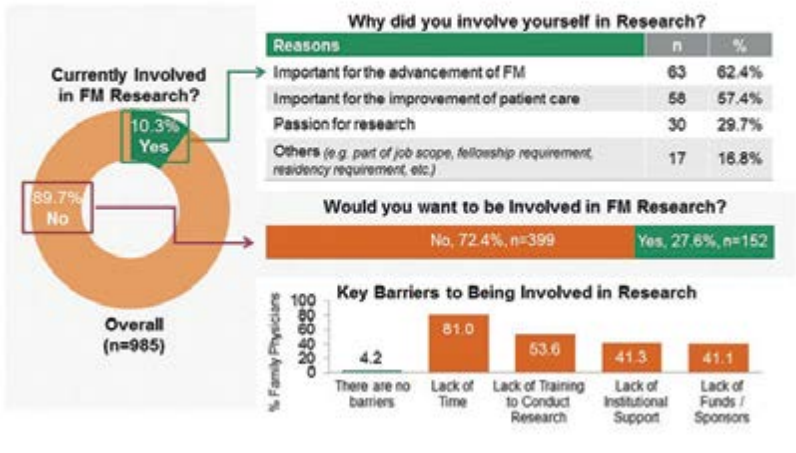 Why did you involve yourself in Research?
Reasons n %
Important for the advancement of FM 63 62.4%
Important for the improvement of patient care 58 57.4%
Passion for research 30 29.7%
Others (e.g. part of job scope, fellowship requirement,
residency requirement, etc.) 17 16.8%
Currently Involved
in FM Research?
10.3%
Yes
89.7%
No
Overall
(n=985)
Would you want to be Involved in FM Research?
No, 72.4%, n=399 Yes, 27.6%, n=152
Key Barriers to Being Involved in Research
% Family Physicians
100
80
60
40
20
0
4.2
81.0
53.6
41.3
41.1
There are no
barriers
Lack of
Time
Lack of Training
to Conduct
Research
Lack of
Institutional
Support
Lack of
Funds /
Sponsors